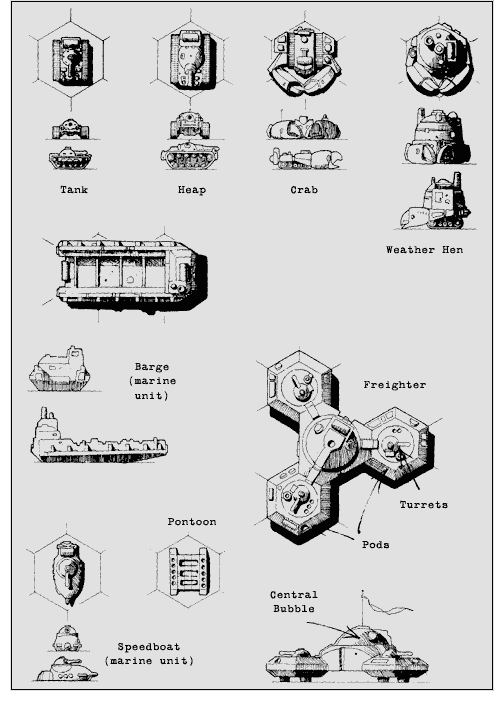 Tank
Heap
Crab
Weather Hen
Barge
(marine
unit)
Freighter
Turrets
Pontoon
Pods
Central
Bubble
Speedboat
(marine unit)